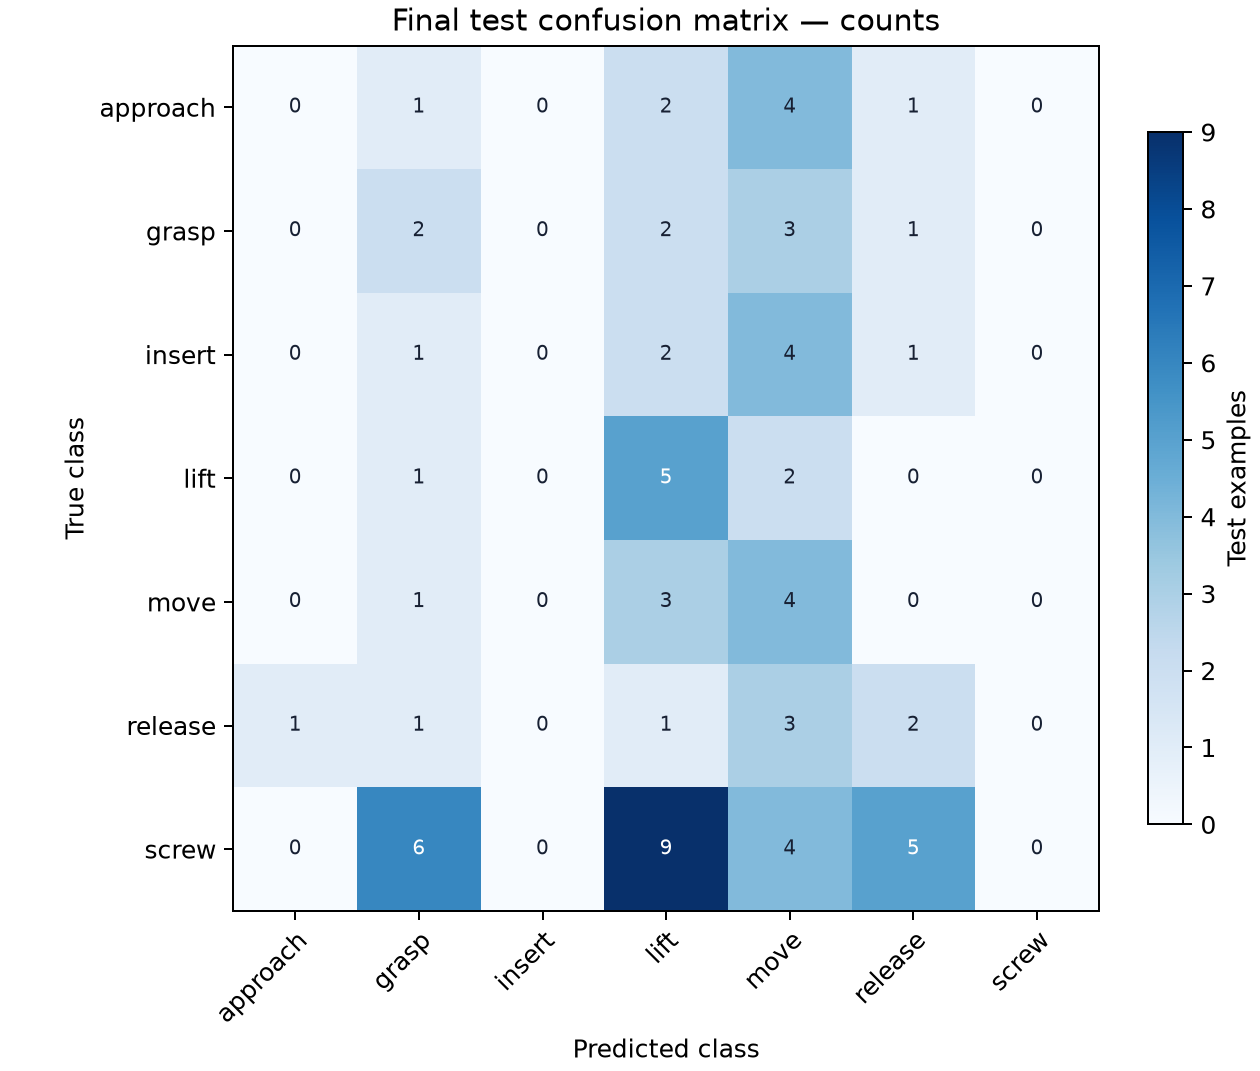 Final test confusion matrix — counts
approach 0 1 0 2 4 1 0
grasp 0 2 0 2 3 1 0
insert 0 1 0 2 4 1 0
lift 0 1 0 5 2 0 0
move 0 1 0 3 4 0 0
release 1 1 0 1 3 2 0
screw 0 6 0 9 4 5 0
approach grasp insert lift move release screw
Predicted class
True class
9
8
7
6
5
4
3
2
1
0
Test examples